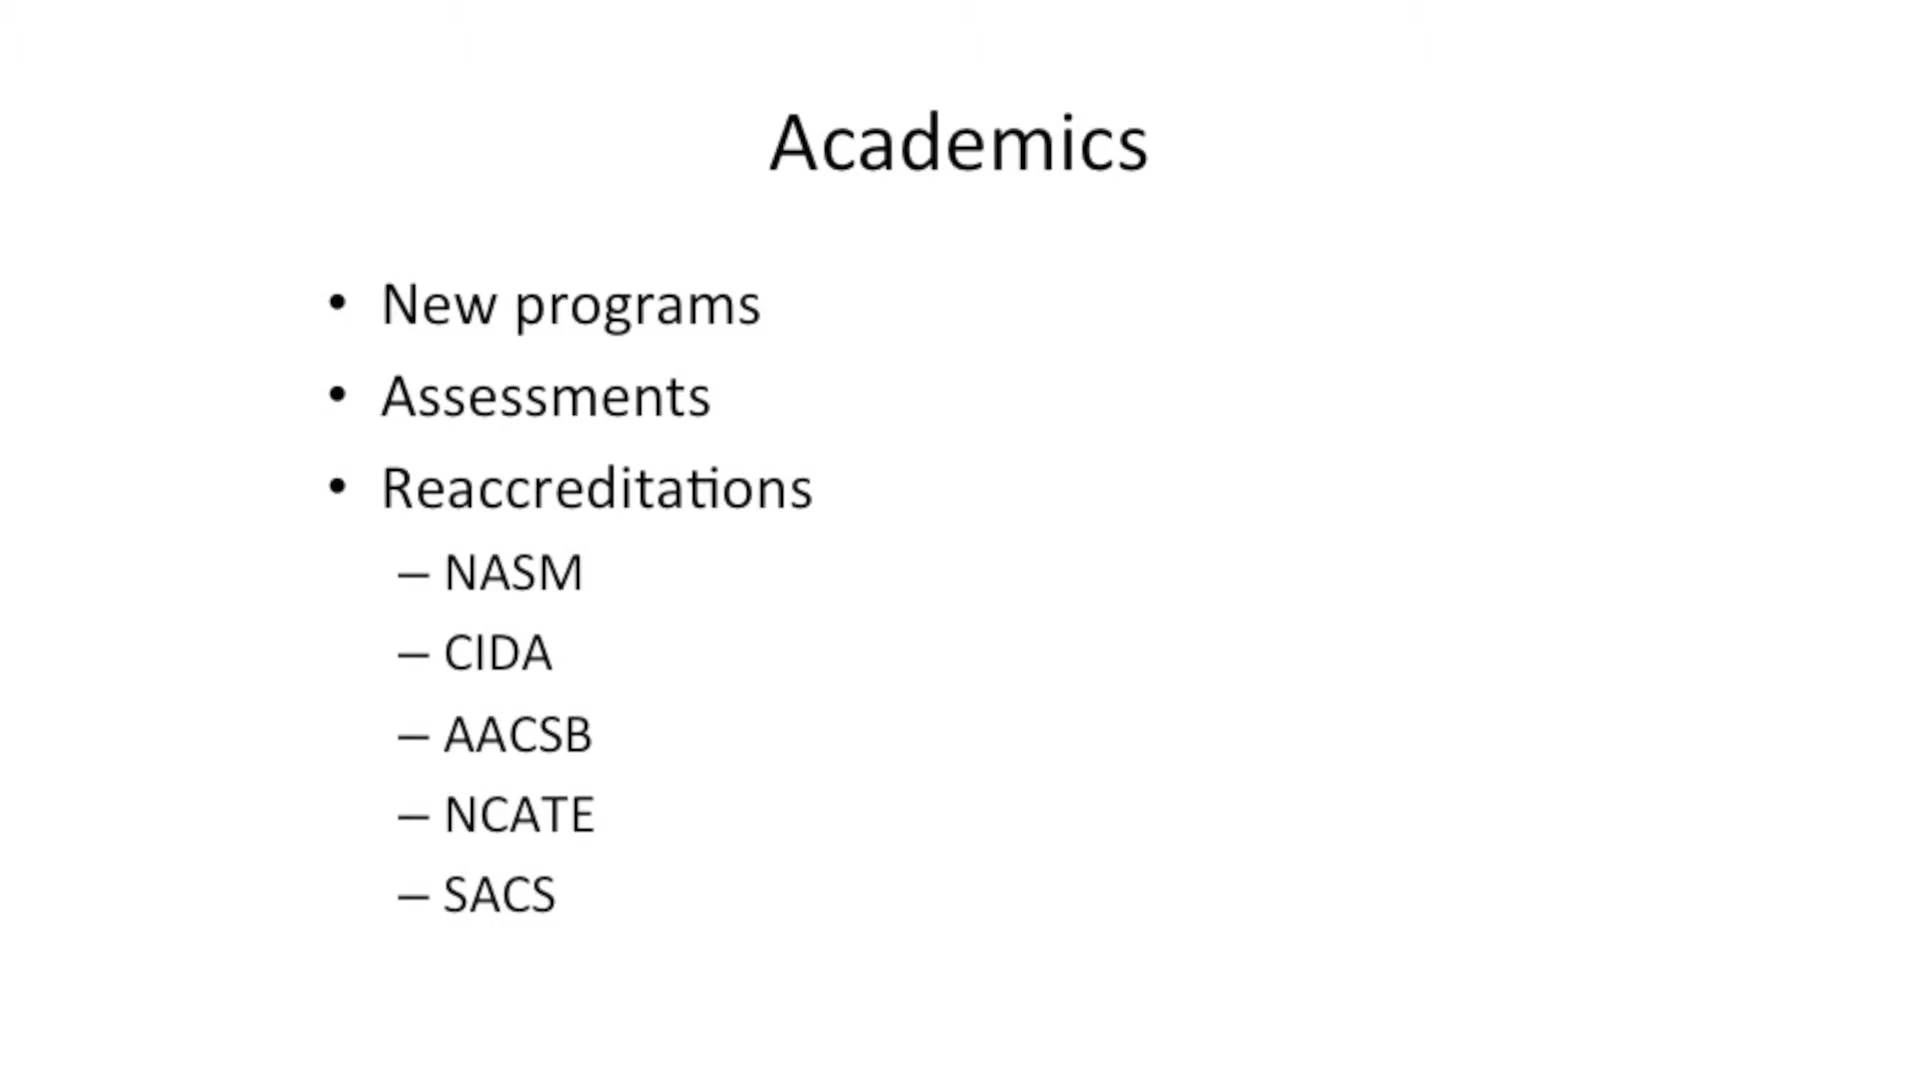 Academics
• New programs
• Assessments
• Reaccreditations
– NASM
– CIDA
– AACSB
– NCATE
– SACS